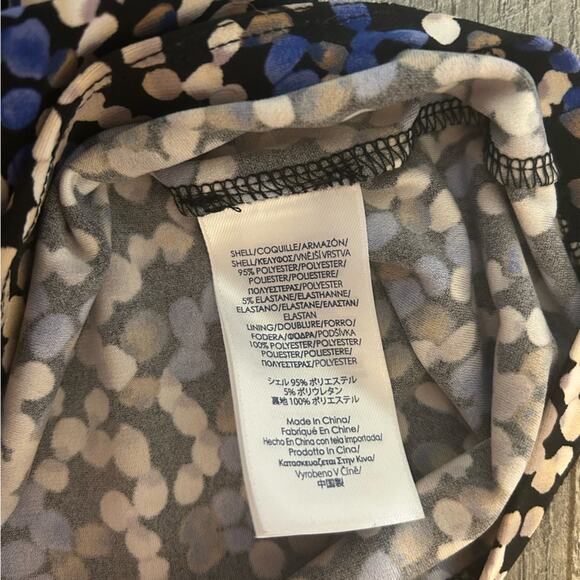 SHELL/COQUILLE/ARMAZÓN/
SHELL/ΚΕΛΥΦΟΣ/VNĚJŠÍ VRSTVA
95% POLYESTER/POLYESTER/
POLIESTER/POLIESTERE/
ΠΟΛΥΕΣΤΕΡΑΣ/POLYESTER
5% ELASTANE/ELASTHANNE/
ELASTANO/ELASTANE/ΕΛΑΣΤΑΝ/
ELASTAN
LINING/DOUBLURE/FORRO/
FODERA/ΦΟΔΡΑ/PODŠÍVKA
100% POLYESTER/POLYESTER/
POLIESTER/POLIESTERE/
ΠΟΛΥΕΣΤΕΡΑΣ/POLYESTER
シェル 95% ポリエステル
5% ポリウレタン
裏地 100% ポリエステル
Made In China/
Fabriqué En Chine/
Hecho En China con tela importada/
Prodotto In Cina/
Κατασκευαζεται Στην Κινα/
Vyrobeno V Číně/
中国製